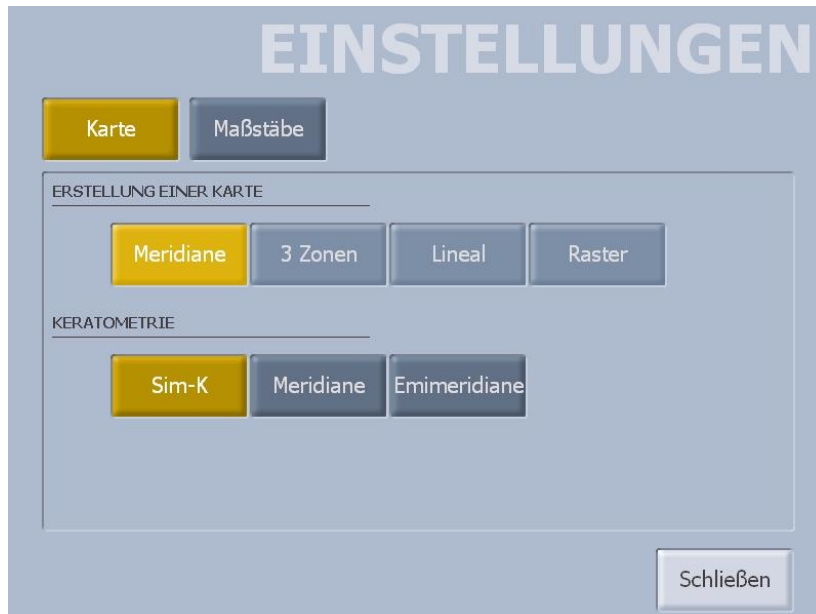 EINSTELLUNGEN
Karte Maßstäbe
ERSTELLUNG EINER KARTE
Meridiane 3 Zonen Lineal Raster
KERATOMETRIE
Sim-K Meridiane Emimeridiane
Schließen